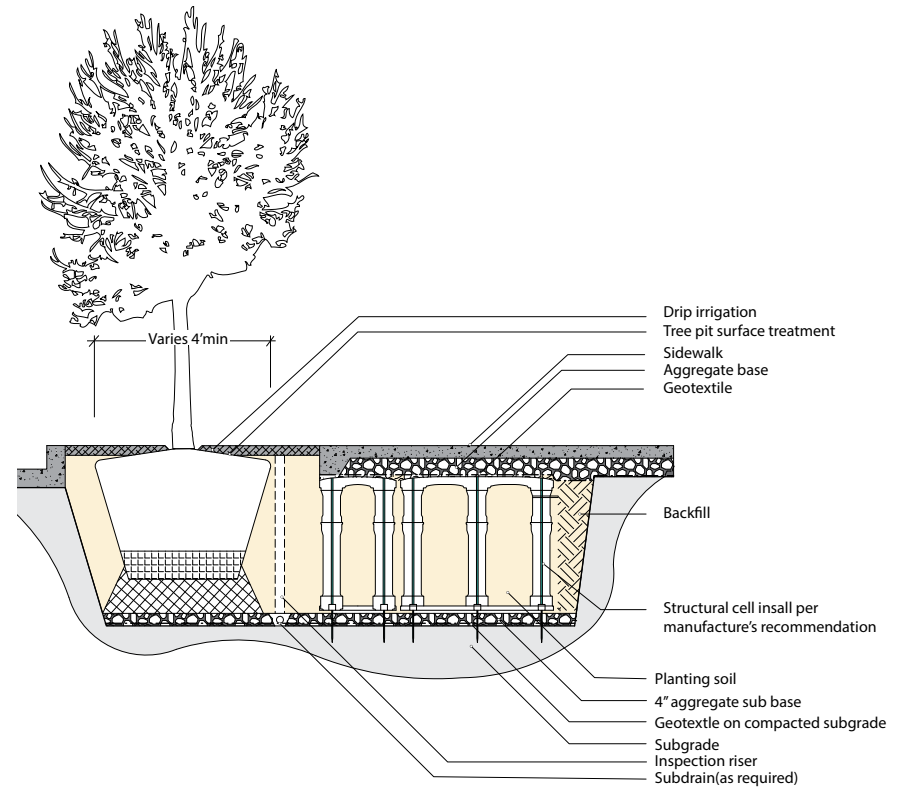 Drip irrigation
Tree pit surface treatment
Varies 4'min
Sidewalk
Aggregate base
Geotextile
Backfill
Structural cell insall per
manufacture's recommendation
Planting soil
4" aggregate sub base
Geotextle on compacted subgrade
Subgrade
Inspection riser
Subdrain(as required)